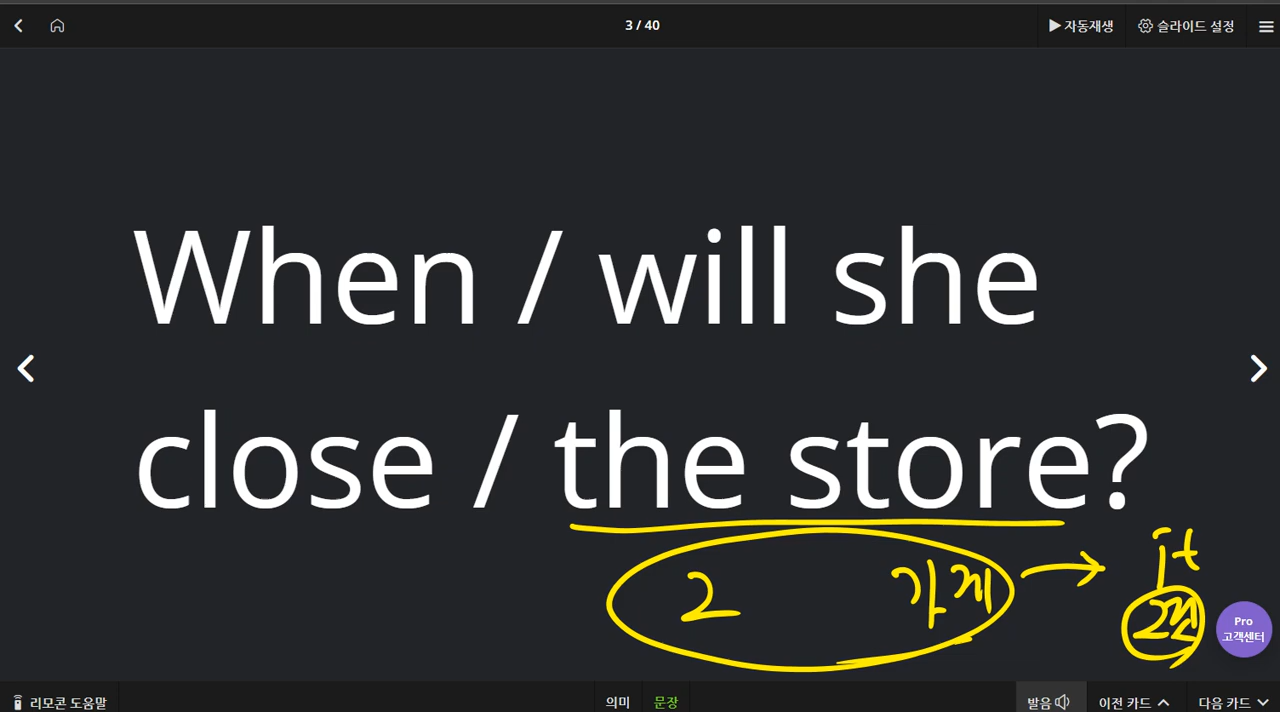 3 / 40
자동재생
슬라이드 설정
When / will she
close / the store?
그 가게
it
그것
Pro
고객센터
리모콘 도움말
의미
문장
발음
이전 카드
다음 카드